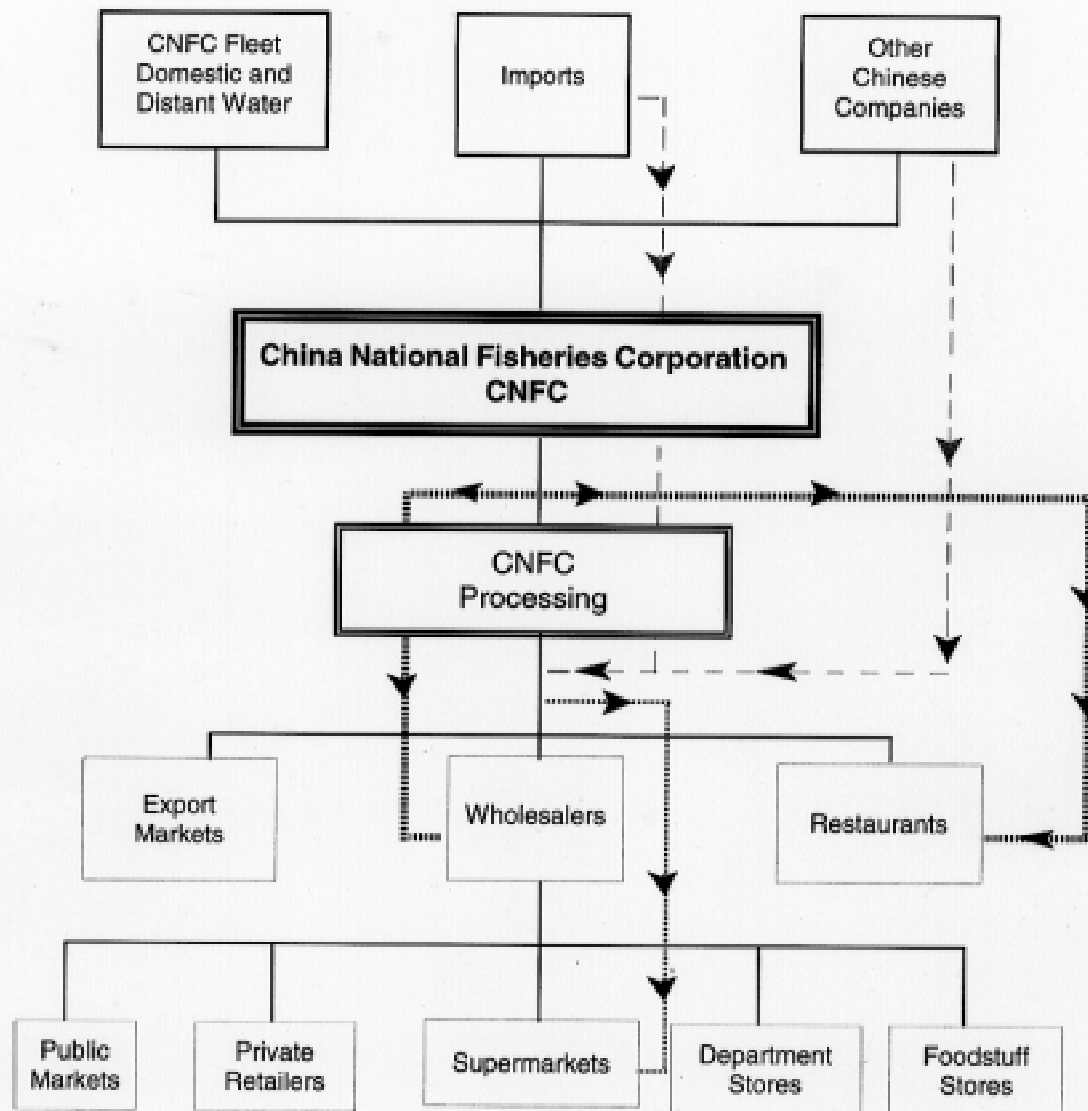 CNFC Fleet
Domestic and
Distant Water
Imports
Other
Chinese
Companies
China National Fisheries Corporation
CNFC
CNFC
Processing
Export
Markets
Wholesalers
Restaurants
Public
Markets
Private
Retailers
Supermarkets
Department
Stores
Foodstuff
Stores